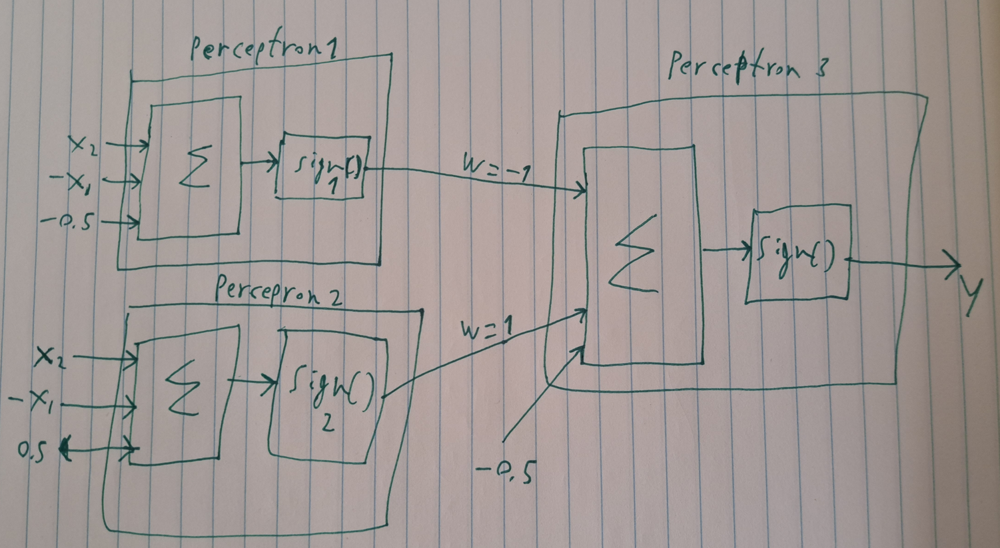 Perceptron 1
Perceptron 3
x₂
-x₁
-0.5
Σ
sign()
1
w=-1
Σ
sign()
y
Percepron 2
x₂
-x₁
0.5
Σ
sign()
2
w=1
-0.5